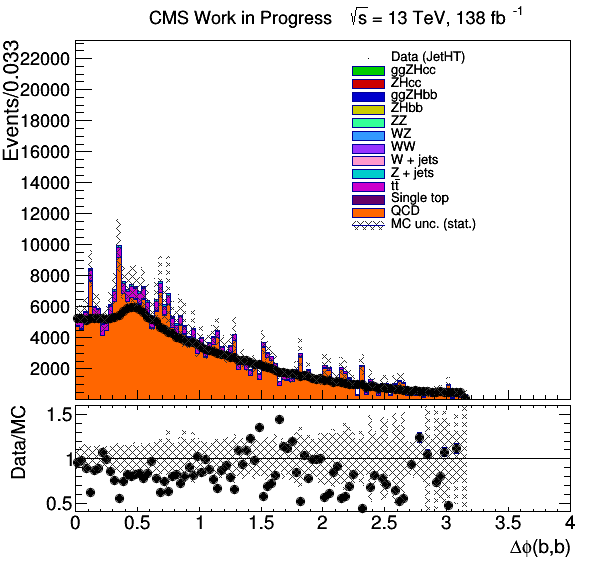 CMS Work in Progress √s = 13 TeV, 138 fb⁻¹
Events/0.033
22000
20000
18000
16000
14000
12000
10000
8000
6000
4000
2000
Data (JetHT)
ggZHcc
ZHcc
ggZHbb
ZHbb
ZZ
WZ
WW
W + jets
Z + jets
tt̄
Single top
QCD
MC unc. (stat.)
Data/MC
1.5
1
0.5
0 0.5 1 1.5 2 2.5 3 3.5 4
Δϕ(b,b)